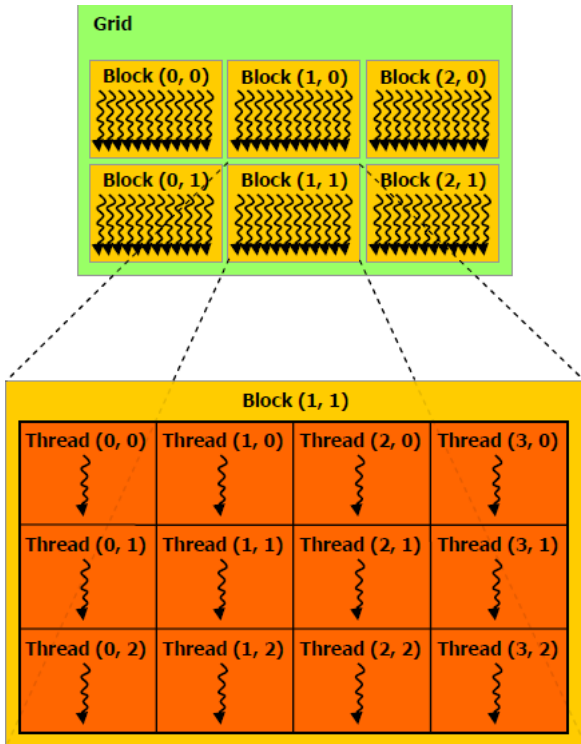 Grid
Block (0, 0) Block (1, 0) Block (2, 0)
Block (0, 1) Block (1, 1) Block (2, 1)
Block (1, 1)
Thread (0, 0) Thread (1, 0) Thread (2, 0) Thread (3, 0)
Thread (0, 1) Thread (1, 1) Thread (2, 1) Thread (3, 1)
Thread (0, 2) Thread (1, 2) Thread (2, 2) Thread (3, 2)